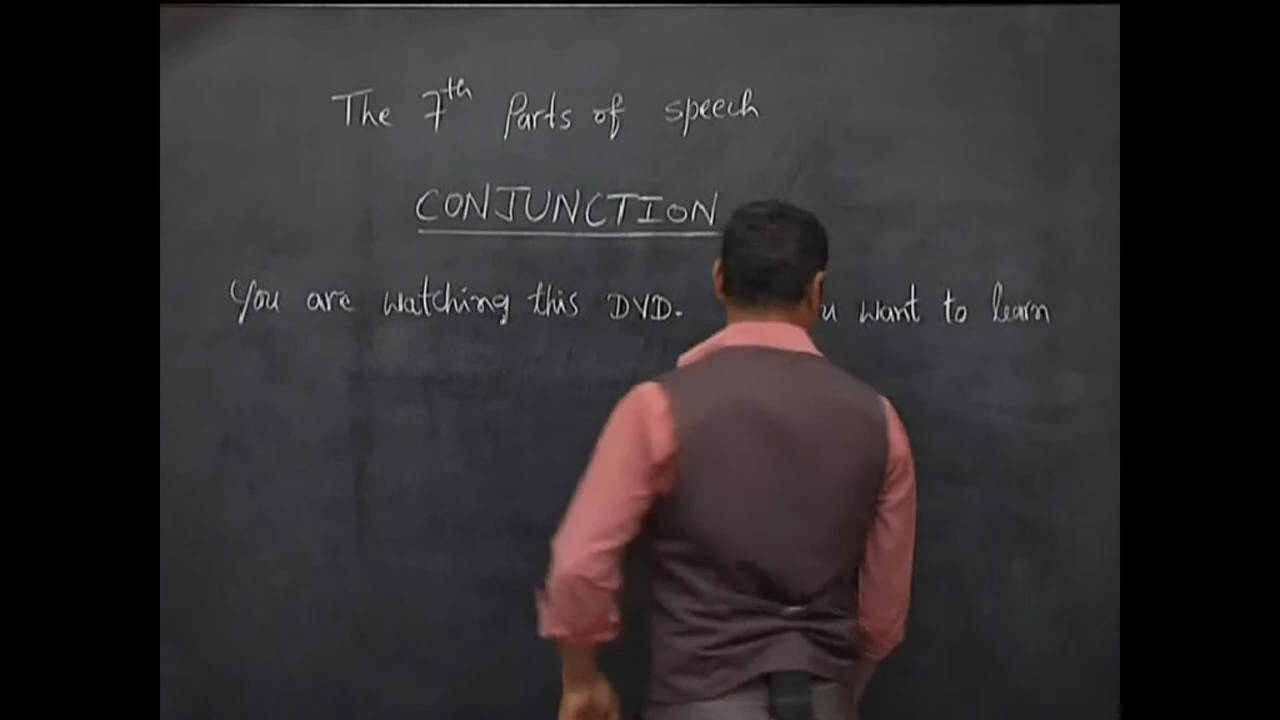 The 7th Parts of speech
CONJUNCTION
You are watching this DVD. want to learn